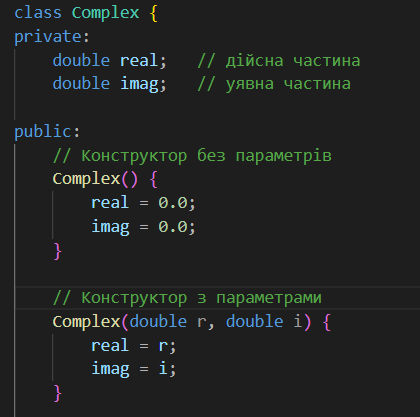 class Complex {
private:
    double real;   // дійсна частина
    double imag;   // уявна частина

public:
    // Конструктор без параметрів
    Complex() {
        real = 0.0;
        imag = 0.0;
    }

    // Конструктор з параметрами
    Complex(double r, double i) {
        real = r;
        imag = i;
    }